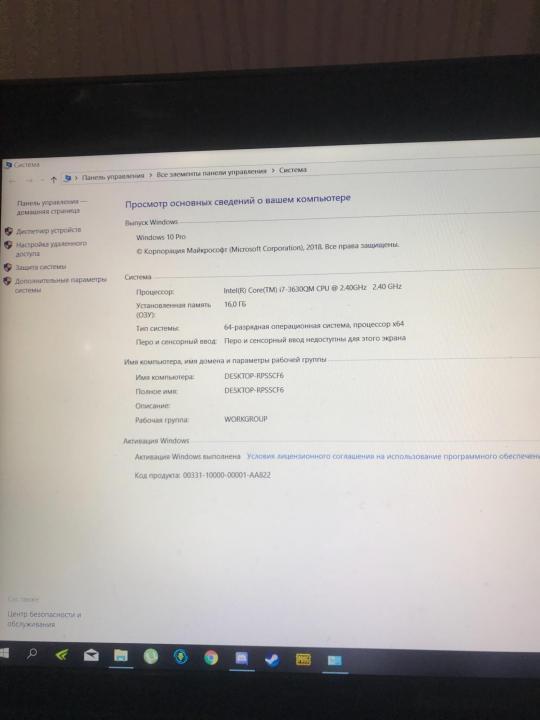 Система
Панель управления > Все элементы панели управления > Система
Панель управления —
домашняя страница
Диспетчер устройств
Настройка удаленного
доступа
Защита системы
Дополнительные параметры
системы
Просмотр основных сведений о вашем компьютере
Выпуск Windows
Windows 10 Pro
© Корпорация Майкрософт (Microsoft Corporation), 2018. Все права защищены.
Система
Процессор: Intel(R) Core(TM) i7-3630QM CPU @ 2.40GHz 2.40 GHz
Установленная память 16,0 ГБ
(ОЗУ):
Тип системы: 64-разрядная операционная система, процессор x64
Перо и сенсорный ввод: Перо и сенсорный ввод недоступны для этого экрана
Имя компьютера, имя домена и параметры рабочей группы
Имя компьютера: DESKTOP-RPSSCF6
Полное имя: DESKTOP-RPSSCF6
Описание:
Рабочая группа: WORKGROUP
Активация Windows
Активация Windows выполнена Условия лицензионного соглашения на использование программного обеспечен
Код продукта: 00331-10000-00001-AA822
См. также
Центр безопасности и
обслуживания